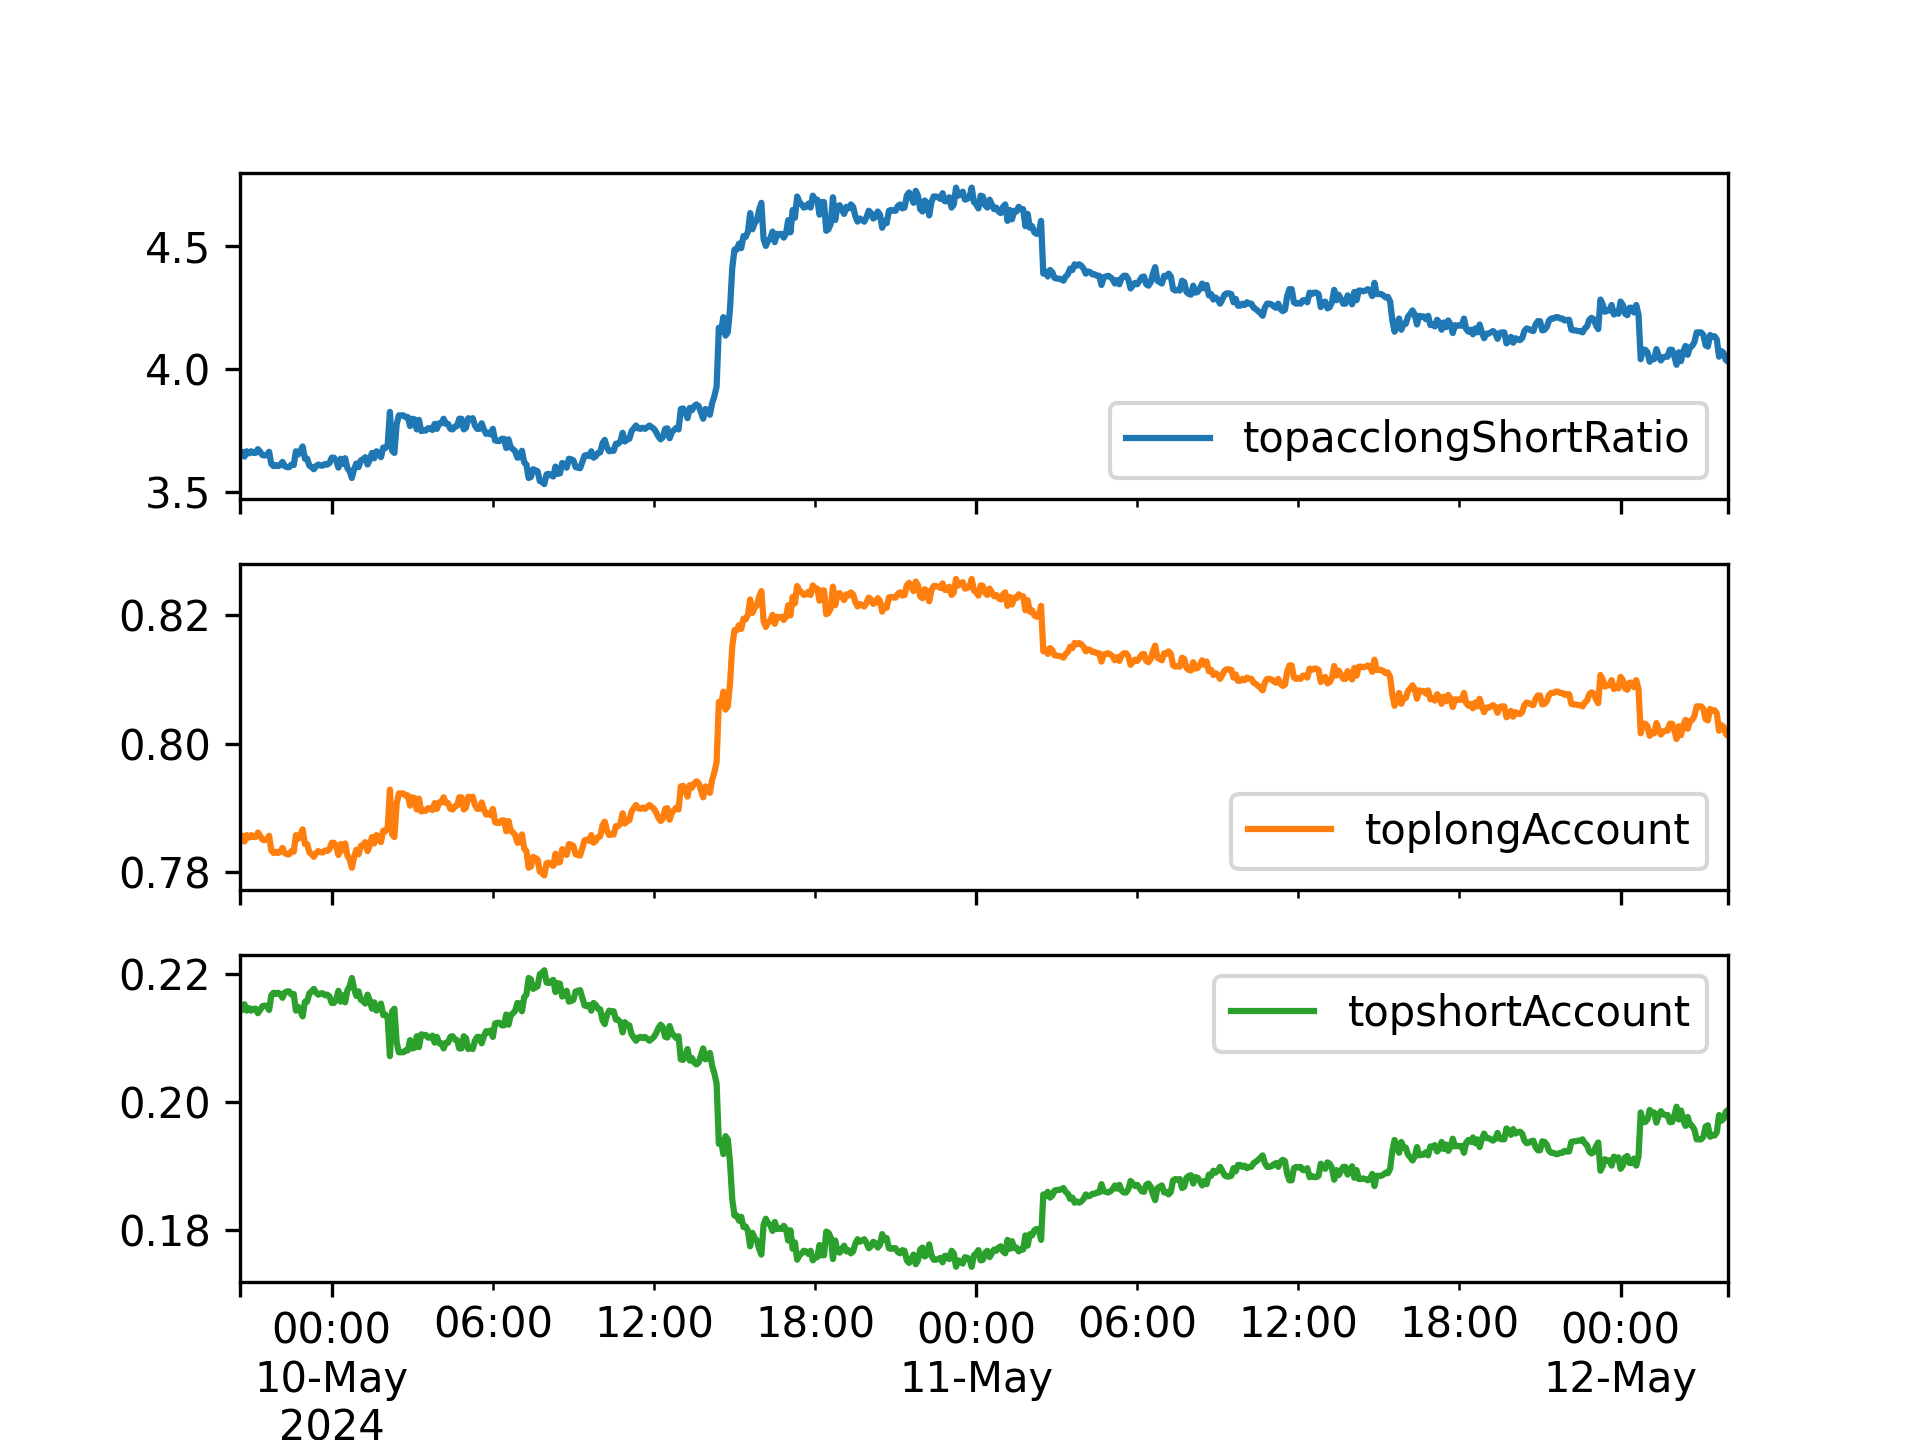 4.5
4.0
3.5
topacclongShortRatio
0.82
0.80
0.78
toplongAccount
0.22
0.20
0.18
topshortAccount
00:00 06:00 12:00 18:00 00:00 06:00 12:00 18:00 00:00
10-May 11-May 12-May
2024